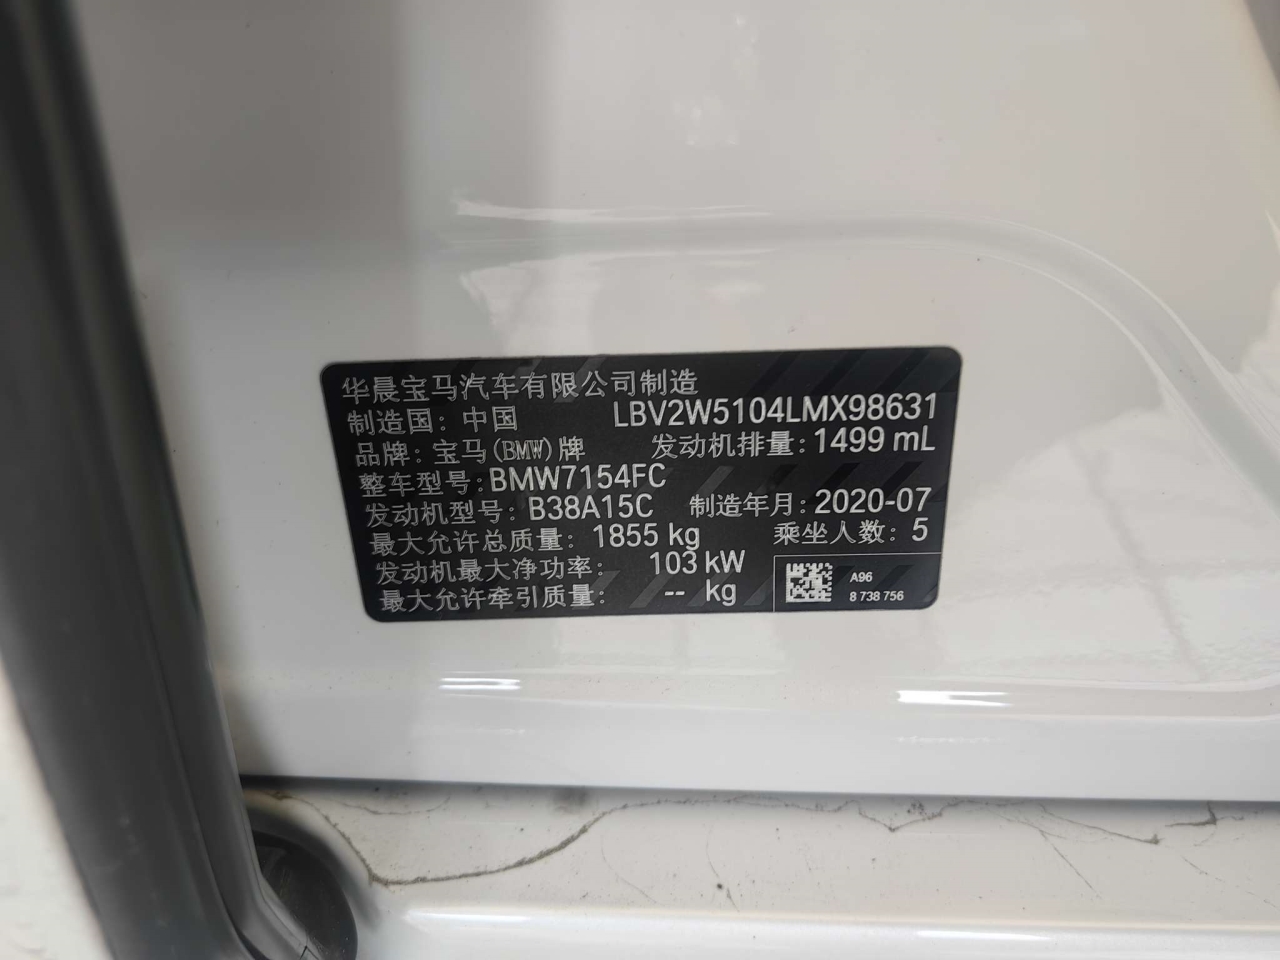 华晨宝马汽车有限公司制造
制造国：中国 LBV2W5104LMX98631
品牌：宝马(BMW)牌 发动机排量：1499 mL
整车型号：BMW7154FC
发动机型号：B38A15C 制造年月：2020-07
最大允许总质量：1855 kg 乘坐人数：5
发动机最大净功率：103 kW
最大允许牵引质量：-- kg
A96
8 738 756